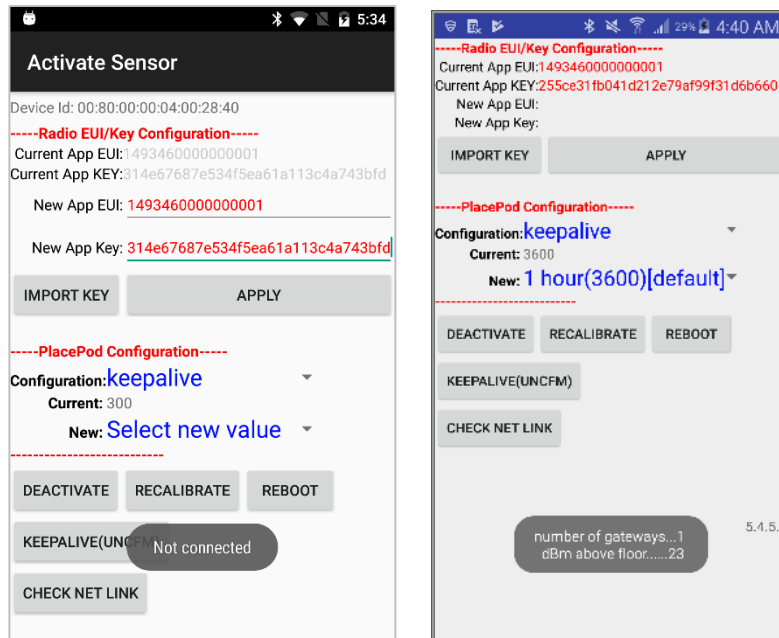 5:34
Activate Sensor
Device Id: 00:80:00:00:04:00:28:40
-----Radio EUI/Key Configuration-----
Current App EUI:1493460000000001
Current App KEY:314e67687e534f5ea61a113c4a743bfd
New App EUI: 1493460000000001
New App Key: 314e67687e534f5ea61a113c4a743bfd
IMPORT KEY APPLY
-----PlacePod Configuration-----
Configuration:keepalive
Current: 300
New: Select new value
---------------------------
DEACTIVATE RECALIBRATE REBOOT
KEEPALIVE(UNCFM)
Not connected
CHECK NET LINK
29% 4:40 AM
-----Radio EUI/Key Configuration-----
Current App EUI:1493460000000001
Current App KEY:255ce31fb041d212e79af99f31d6b660
New App EUI:
New App Key:
IMPORT KEY APPLY
-----PlacePod Configuration-----
Configuration:keepalive
Current: 3600
New: 1 hour(3600)[default]
-------------------------
DEACTIVATE RECALIBRATE REBOOT
KEEPALIVE(UNCFM)
CHECK NET LINK
5.4.5.
number of gateways...1
dBm above floor......23